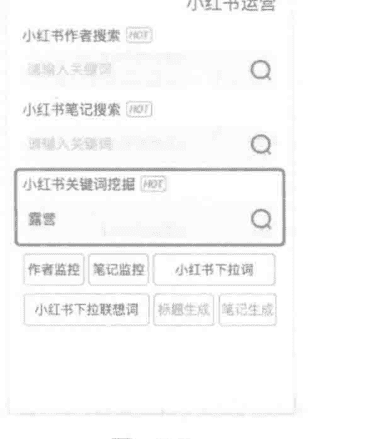 小红书运营
小红书作者搜索 HOT
请输入关键词
小红书笔记搜索 HOT
请输入关键词
小红书关键词挖掘 HOT
露营
作者监控 笔记监控 小红书下拉词
小红书下拉联想词 标题生成 笔记生成